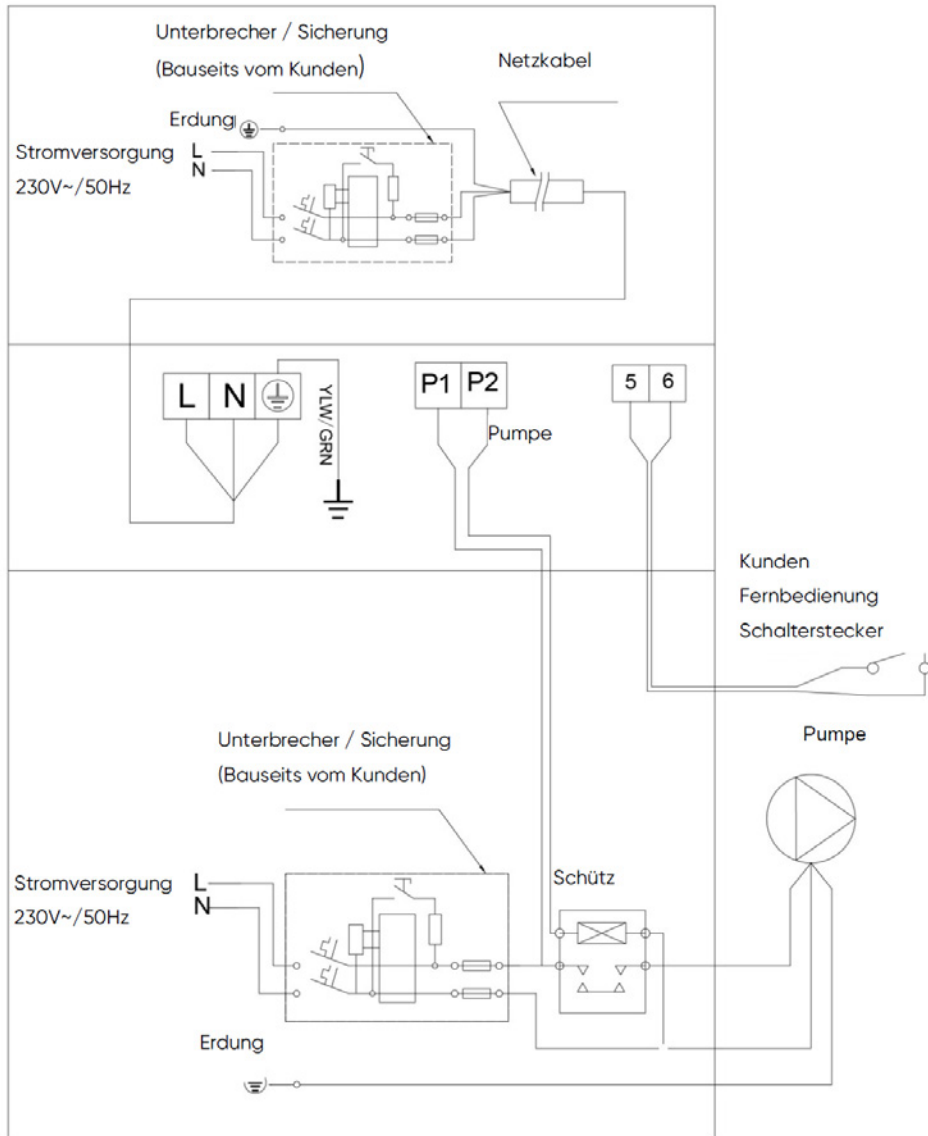 Unterbrecher / Sicherung
(Bauseits vom Kunden)
Netzkabel
Erdung
Stromversorgung L
N
230V~/50Hz
L N
P1 P2
5 6
YLW/GRN
Pumpe
Kunden
Fernbedienung
Schalterstecker
Pumpe
Unterbrecher / Sicherung
(Bauseits vom Kunden)
Stromversorgung L
N
230V~/50Hz
Schütz
Erdung